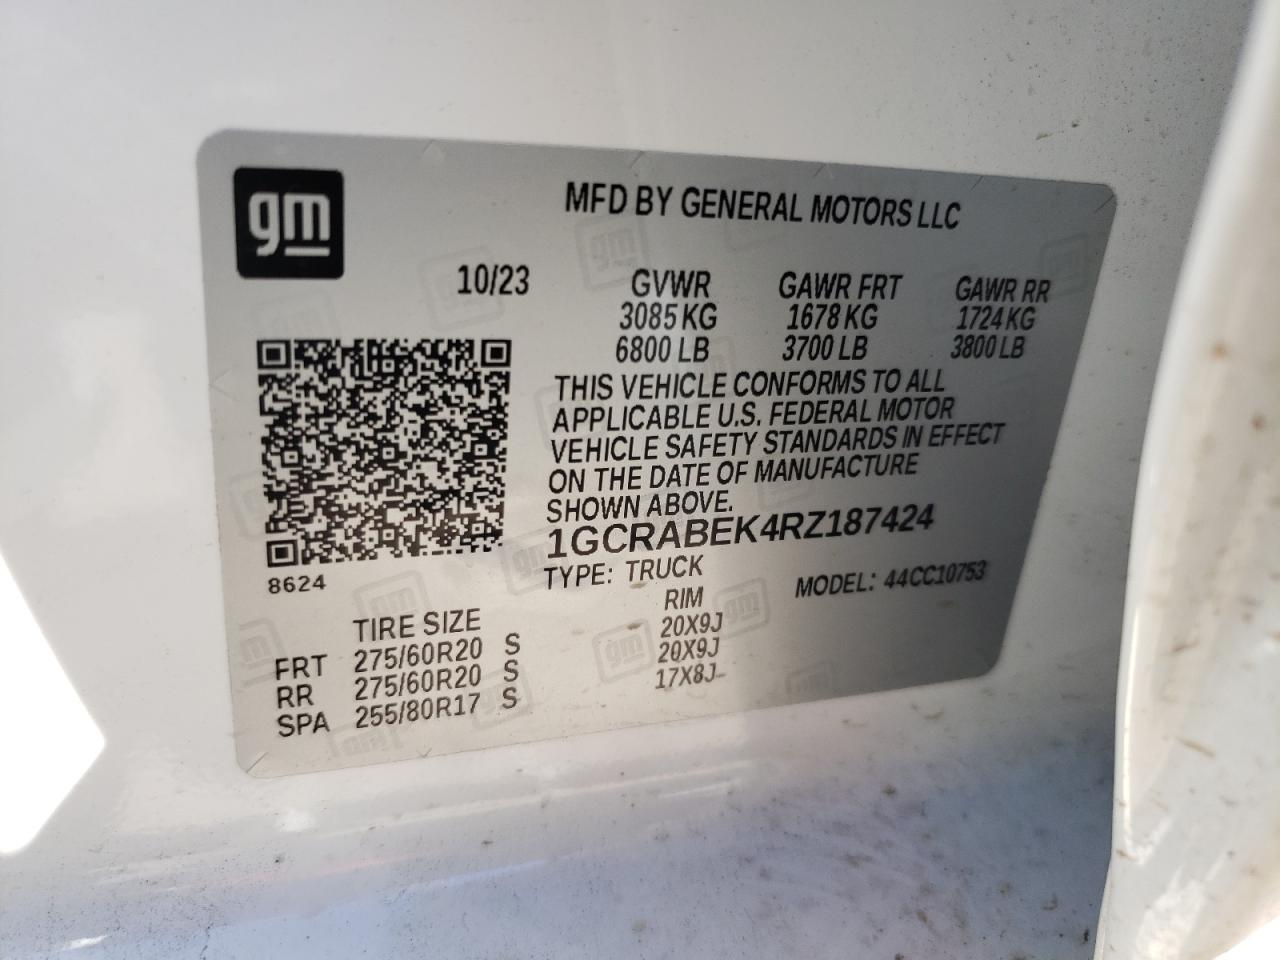 gm
MFD BY GENERAL MOTORS LLC
10/23 GVWR GAWR FRT GAWR RR
3085 KG 1678 KG 1724 KG
6800 LB 3700 LB 3800 LB
THIS VEHICLE CONFORMS TO ALL
APPLICABLE U.S. FEDERAL MOTOR
VEHICLE SAFETY STANDARDS IN EFFECT
ON THE DATE OF MANUFACTURE
SHOWN ABOVE.
1GCRABEK4RZ187424
8624
TYPE: TRUCK MODEL: 44CC10753
TIRE SIZE RIM
FRT 275/60R20 S 20X9J
RR 275/60R20 S 20X9J
SPA 255/80R17 S 17X8J